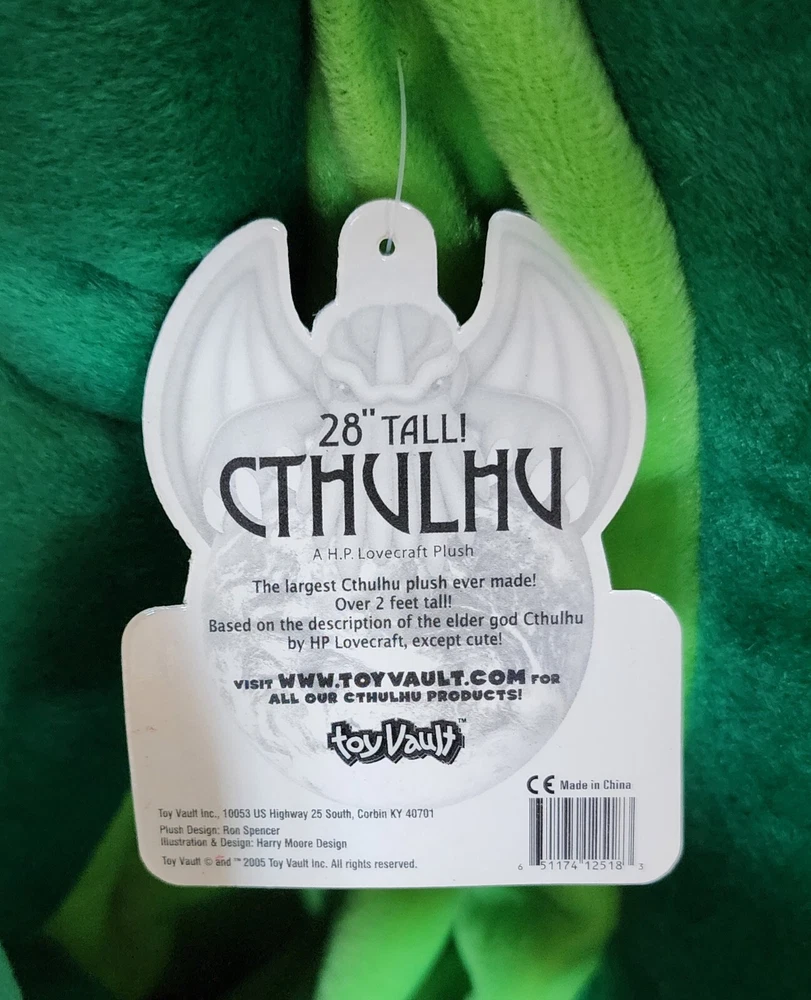 28" TALL!
CTHULHU
A H.P. Lovecraft Plush
The largest Cthulhu plush ever made!
Over 2 feet tall!
Based on the description of the elder god Cthulhu
by HP Lovecraft, except cute!
VISIT WWW.TOYVAULT.COM FOR
ALL OUR CTHULHU PRODUCTS!
toy Vault™
CE Made in China
Toy Vault Inc., 10053 US Highway 25 South, Corbin KY 40701
Plush Design: Ron Spencer
Illustration & Design: Harry Moore Design
Toy Vault © and ™ 2005 Toy Vault Inc. All rights reserved.
6 51174 12518 3